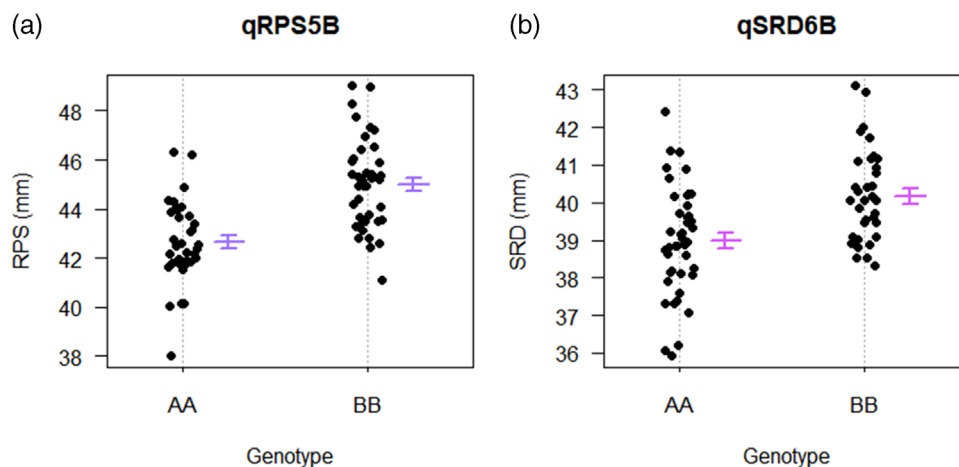 (a) qRPS5B
RPS (mm)
48
46
44
42
40
38
AA BB
Genotype
(b) qSRD6B
SRD (mm)
43
42
41
40
39
38
37
36
AA BB
Genotype